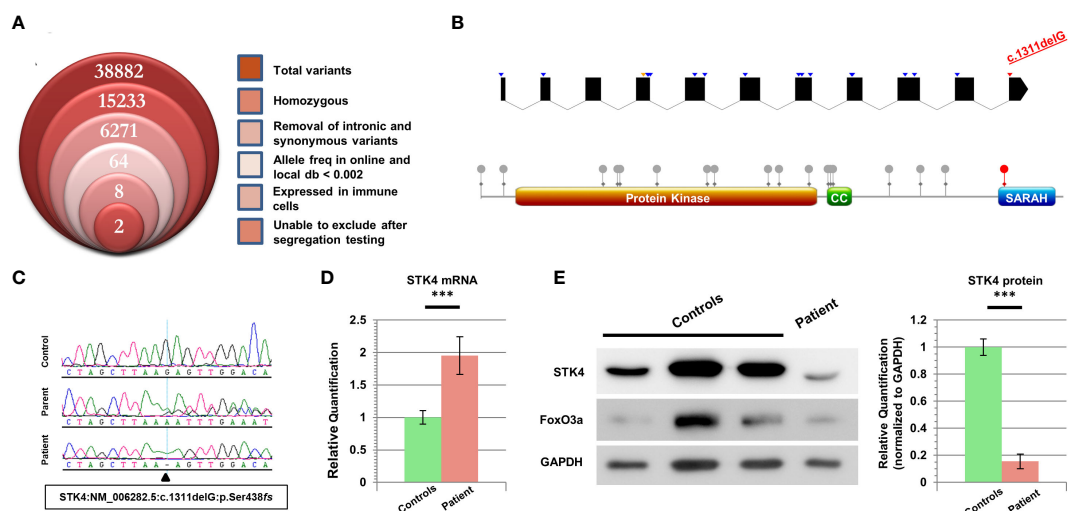 A
38882
15233
6271
64
8
2
Total variants
Homozygous
Removal of intronic and
synonymous variants
Allele freq in online and
local db < 0.002
Expressed in immune
cells
Unable to exclude after
segregation testing
B
c.1311delG
Protein Kinase
CC
SARAH
C
Control
C T A G C T T A A G A G T T G G A C A
Parent
C T A G C T T A A A A T T T G A A A T
Patient
C T A G C T T A A - A G T T G G A C A
STK4:NM_006282.5:c.1311delG:p.Ser438fs
D
STK4 mRNA
***
Relative Quantification
2.5
2
1.5
1
0.5
0
Controls
Patient
E
Controls
Patient
STK4
FoxO3a
GAPDH
STK4 protein
***
Relative Quantification
(normalized to GAPDH)
1.2
1
0.8
0.6
0.4
0.2
0
Controls
Patient